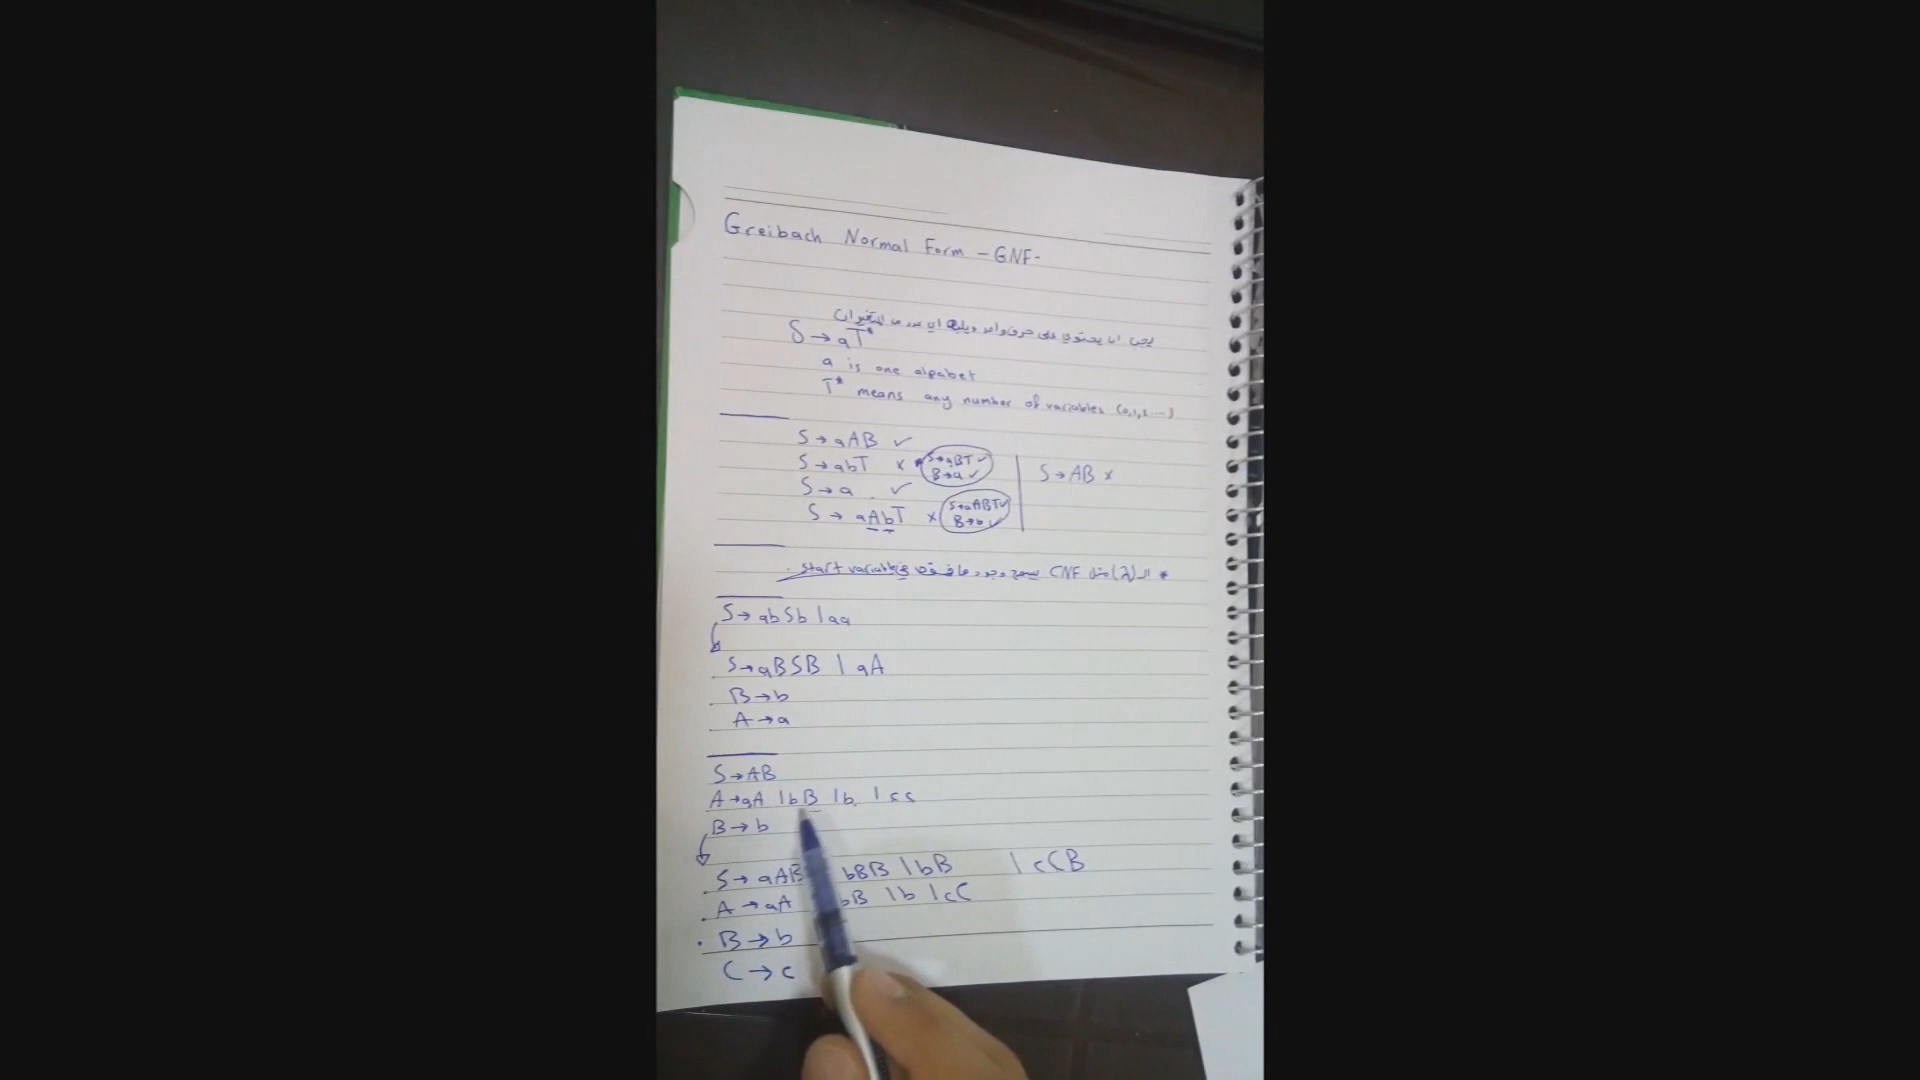 Greibach Normal Form - GNF-
يجب ان يحتوي على حرف واحد ويليه اي عدد من المتغيرات
S → aT*
a is one alpabet
T* means any number of variables (0,1,2 ...)
S → aAB ✓
S → abT × S→aBT ✓
B→a ✓
S → AB ×
S → a ✓
S → aAbT × S→aABT ✓
B→b ✓
* الـ (λ) مثل CNF يسمح وجودها فقط في start variable.
S → abSb | aa
S → aBSB | aA
B → b
A → a
S → AB
A → aA | bB | b | cc
B → b
S → aAB bBB | bB | cCB
A → aA bB | b | cC
B → b
C → c